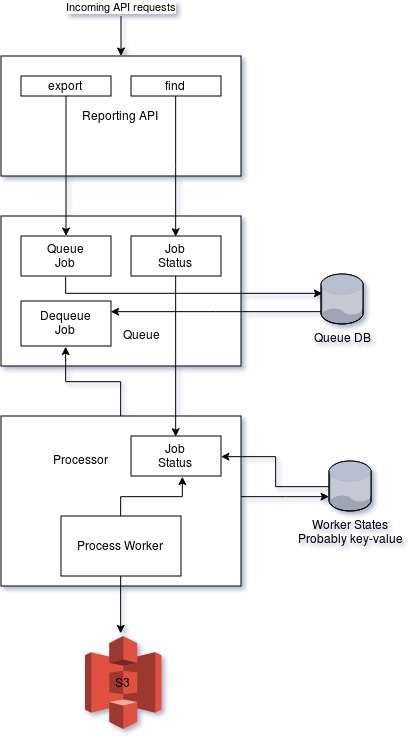 Incoming API requests
export
find
Reporting API
Queue
Job
Job
Status
Dequeue
Job
Queue
Queue DB
Processor
Job
Status
Process Worker
Worker States
Probably key-value
S3